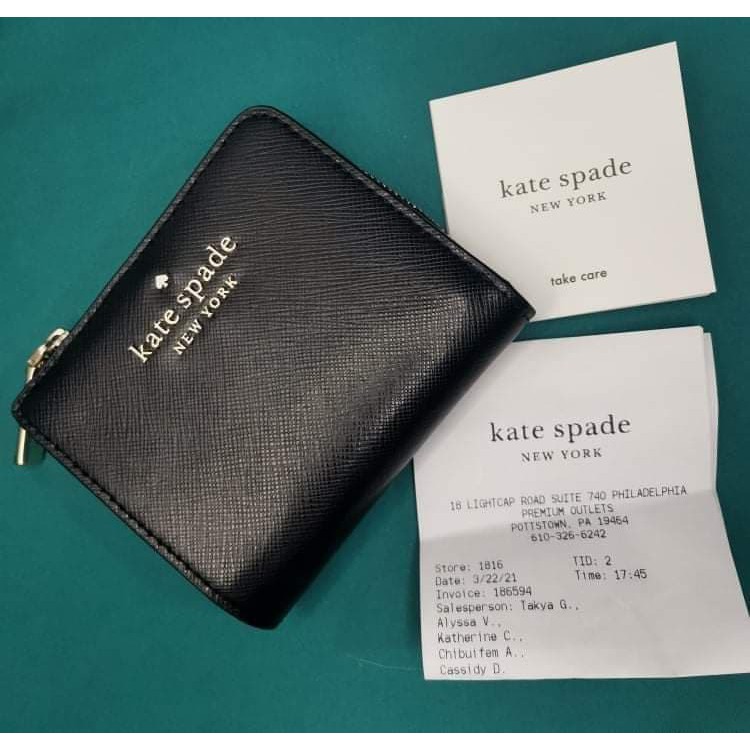 kate spade
NEW YORK
kate spade
NEW YORK
take care
kate spade
NEW YORK
18 LIGHTCAP ROAD SUITE 740 PHILADELPHIA
PREMIUM OUTLETS
POTTSTOWN, PA 19464
610-326-6242
Store: 1816 TID: 2
Date: 3/22/21 Time: 17:45
Invoice: 186594
Salesperson: Takya G.,
Alyssa V.,
Katherine C.,
Chibuifem A.,
Cassidy D.